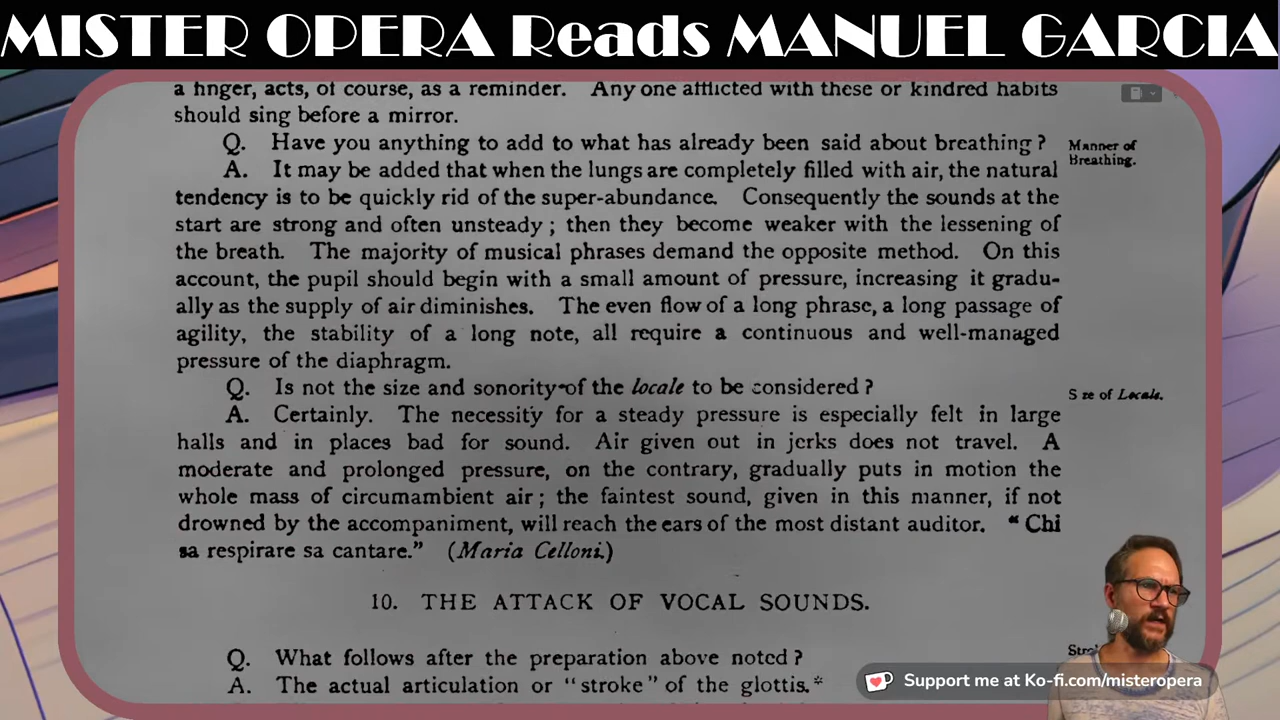 MISTER OPERA Reads MANUEL GARCIA
a finger, acts, of course, as a reminder. Any one afflicted with these or kindred habits
should sing before a mirror.
Q. Have you anything to add to what has already been said about breathing?
Manner of
Breathing.
A. It may be added that when the lungs are completely filled with air, the natural
tendency is to be quickly rid of the super-abundance. Consequently the sounds at the
start are strong and often unsteady; then they become weaker with the lessening of
the breath. The majority of musical phrases demand the opposite method. On this
account, the pupil should begin with a small amount of pressure, increasing it gradu-
ally as the supply of air diminishes. The even flow of a long phrase, a long passage of
agility, the stability of a long note, all require a continuous and well-managed
pressure of the diaphragm.
Q. Is not the size and sonority of the locale to be considered?
Size of Locale.
A. Certainly. The necessity for a steady pressure is especially felt in large
halls and in places bad for sound. Air given out in jerks does not travel. A
moderate and prolonged pressure, on the contrary, gradually puts in motion the
whole mass of circumambient air; the faintest sound, given in this manner, if not
drowned by the accompaniment, will reach the ears of the most distant auditor. "Chi
sa respirare sa cantare." (Maria Celloni.)
10. THE ATTACK OF VOCAL SOUNDS.
Q. What follows after the preparation above noted?
A. The actual articulation or "stroke" of the glottis.*
Support me at Ko-fi.com/misteropera